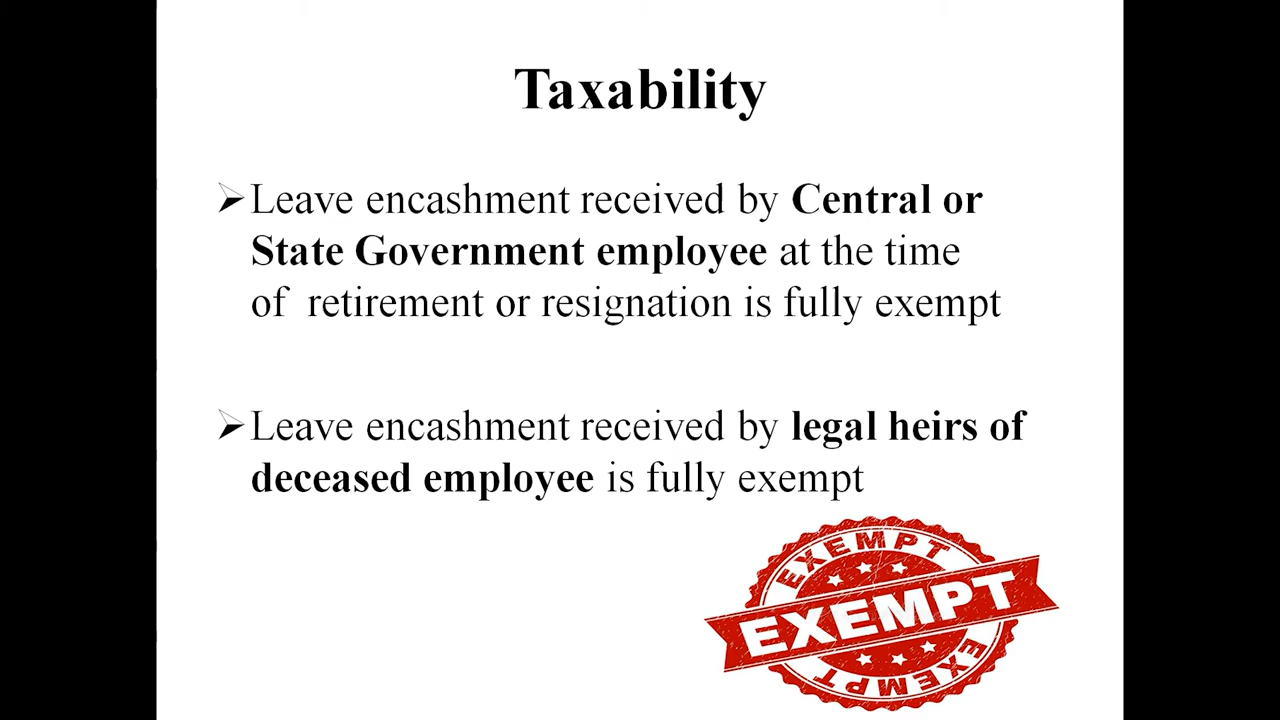 Taxability
➢Leave encashment received by Central or
State Government employee at the time
of  retirement or resignation is fully exempt
➢Leave encashment received by legal heirs of
deceased employee is fully exempt
EXEMPT
EXEMPT
EXEMPT